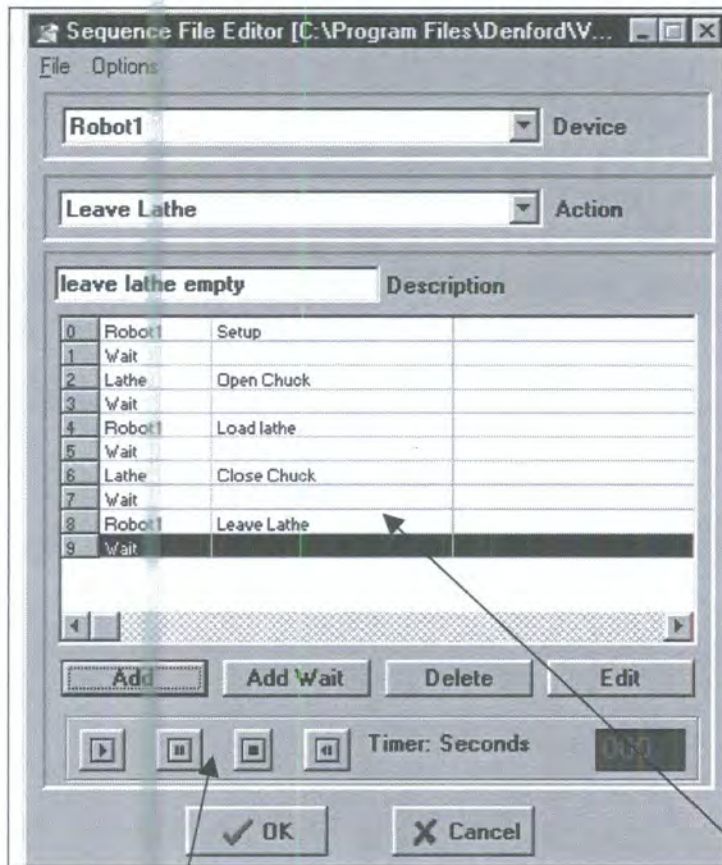 Sequence File Editor [C:\Program Files\Denford\V...
File Options
Robot1 Device
Leave Lathe Action
leave lathe empty Description
0 Robot1 Setup
1 Wait
2 Lathe Open Chuck
3 Wait
4 Robot1 Load lathe
5 Wait
6 Lathe Close Chuck
7 Wait
8 Robot1 Leave Lathe
9 Wait
Add Add Wait Delete Edit
Timer: Seconds
OK Cancel